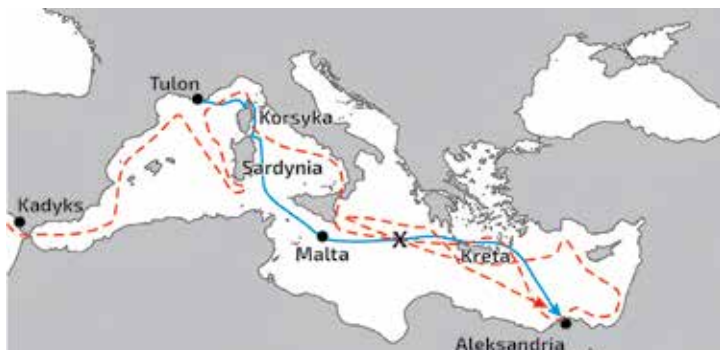 Tulon
Korsyka
Sardynia
Kadyks
X
Malta
Kreta
Aleksandria